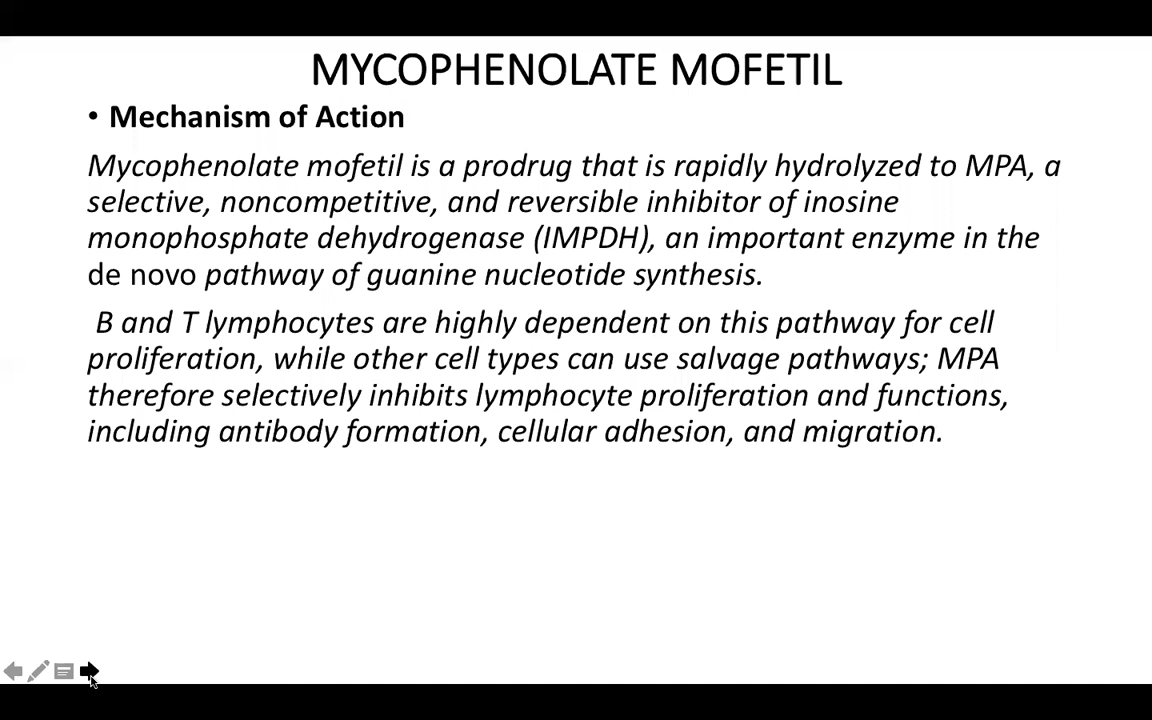 MYCOPHENOLATE MOFETIL
• Mechanism of Action
Mycophenolate mofetil is a prodrug that is rapidly hydrolyzed to MPA, a
selective, noncompetitive, and reversible inhibitor of inosine
monophosphate dehydrogenase (IMPDH), an important enzyme in the
de novo pathway of guanine nucleotide synthesis.
B and T lymphocytes are highly dependent on this pathway for cell
proliferation, while other cell types can use salvage pathways; MPA
therefore selectively inhibits lymphocyte proliferation and functions,
including antibody formation, cellular adhesion, and migration.